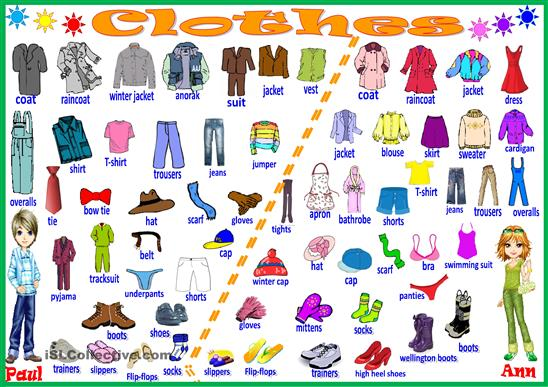 Clothes
coat raincoat winter jacket anorak suit jacket vest
coat raincoat jacket dress
overalls shirt T-shirt trousers jeans jumper
jacket blouse skirt sweater cardigan
tie bow tie hat scarf gloves tights
apron bathrobe shorts T-shirt jeans trousers overalls
pyjama tracksuit belt underpants cap shorts
winter cap hat cap scarf bra swimming suit
panties
boots shoes socks
gloves mittens socks wellington boots boots
iSLCollective.com
Paul trainers slippers Flip-flops
slippers Flip-flops trainers high heel shoes Ann